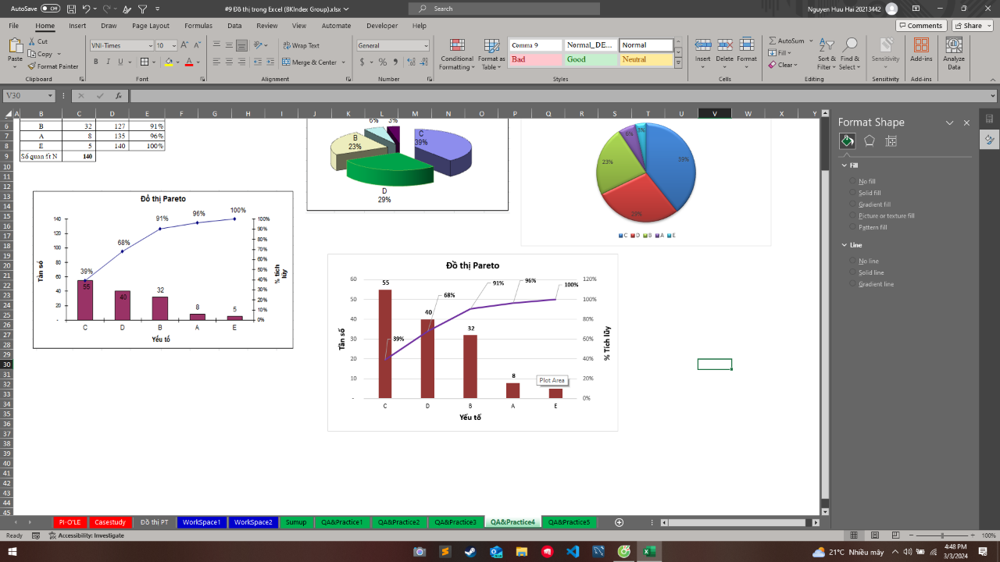 AutoSave Off
#9 Đồ thị trong Excel (BKIndex Group).xlsx
Search
Nguyen Huu Hai 20213442
File Home Insert Draw Page Layout Formulas Data Review View Automate Developer Help
Comments Share
Paste
Cut
Copy
Format Painter
Clipboard
VNI-Times 10
B I U
Font
Wrap Text
Merge & Center
Alignment
General
Number
Conditional Formatting
Format as Table
Comma 9 Normal_DE... Normal
Bad Good Neutral
Styles
Insert Delete Format
Cells
AutoSum
Fill
Clear
Sort & Filter
Find & Select
Editing
Sensitivity
Sensitivity
Add-ins
Add-ins
Analyze Data
V30
fx
A B C D E F G H I J K L M N O P Q R S T U V W X Y
6 B 32 127 91%
7 A 8 135 96%
8 E 5 140 100%
9 Số quan ft N 140
10
11
12
13
14
15
16
17
18
19
20
21
22
23
24
25
26
27
28
29
30
31
32
33
34
35
36
37
38
39
40
41
42
43
44
45
6% 3%
B
23%
C
39%
D
29%
3%
6%
23%
39%
29%
C D B A E
Đồ thị Pareto
140 120 100 80 60 40 20 -
100% 90% 80% 70% 60% 50% 40% 30% 20% 10% 0%
39% 68% 91% 96% 100%
55 40 32 8 5
Tần số
% tích lũy
C D B A E
Yếu tố
Đồ thị Pareto
60 50 40 30 20 10 -
120% 100% 80% 60% 40% 20% 0%
55 40 32 8
39% 68% 91% 96% 100%
Tần số
% Tích lũy
Plot Area
C D B A E
Yếu tố
Format Shape
Fill
No fill
Solid fill
Gradient fill
Picture or texture fill
Pattern fill
Line
No line
Solid line
Gradient line
PI-O'LE Casestudy Đồ thị PT WorkSpace1 WorkSpace2 Sumup QA&Practice1 QA&Practice2 QA&Practice3 QA&Practice4 QA&Practice5
Ready
Accessibility: Investigate
100%
21°C Nhiều mây
4:48 PM
3/3/2024